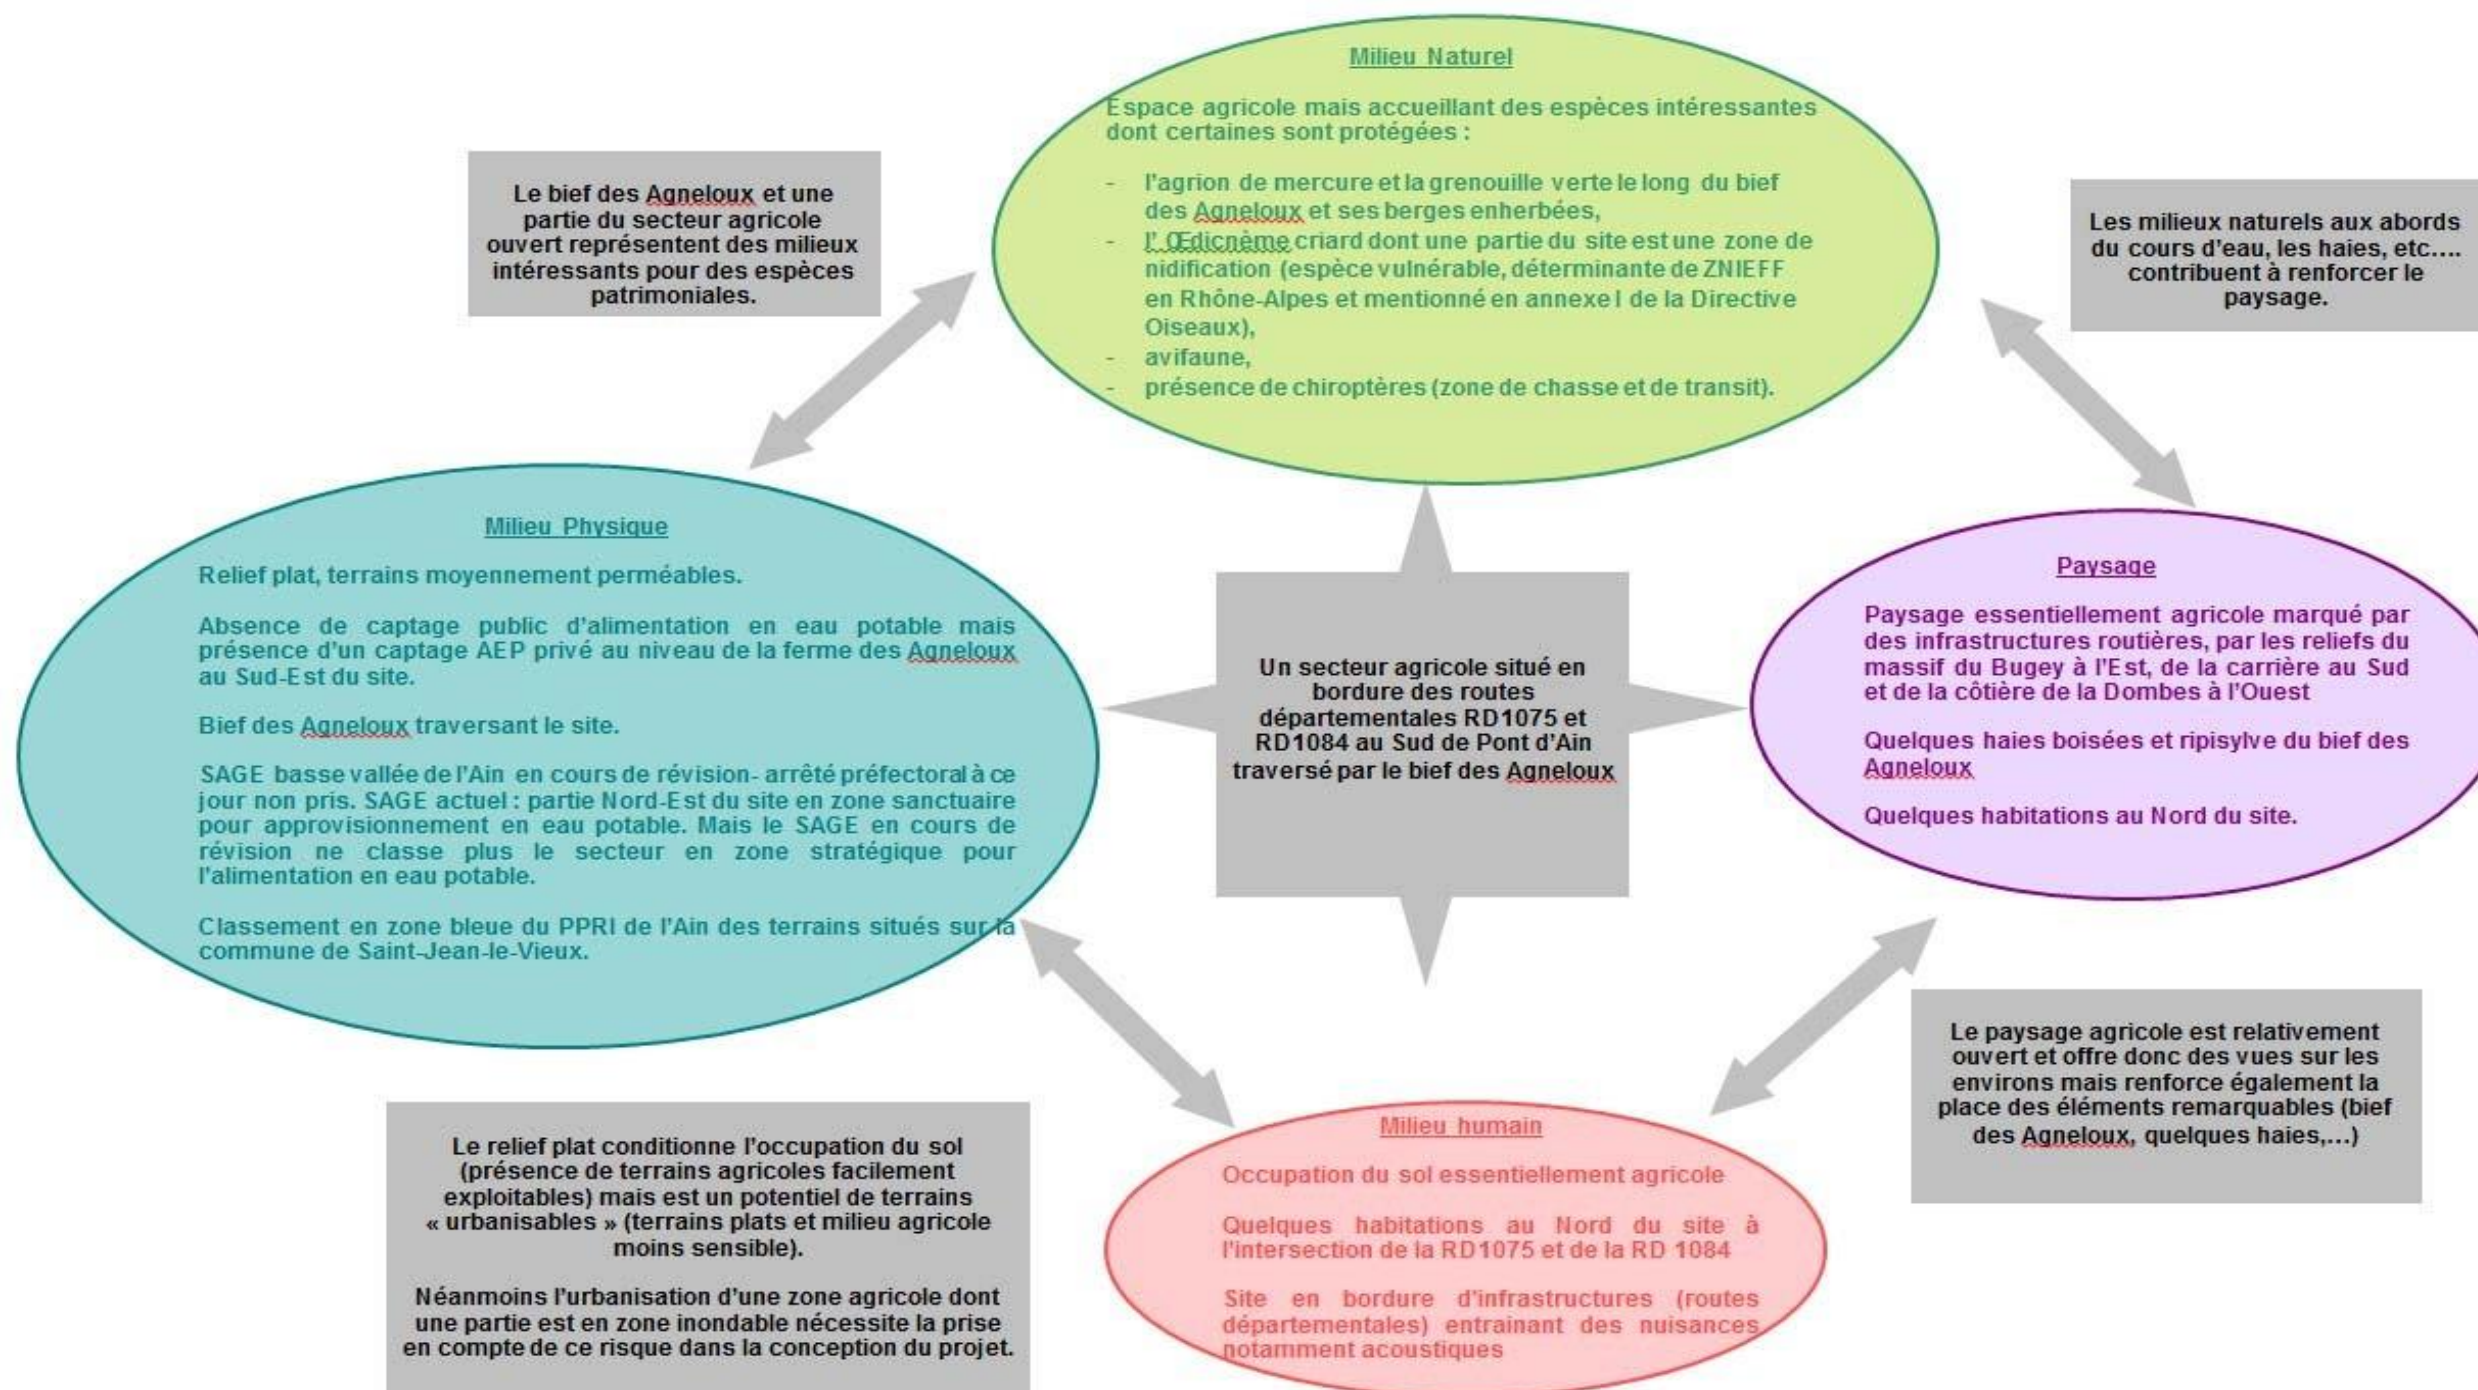 Milieu Naturel
Espace agricole mais accueillant des espèces intéressantes
dont certaines sont protégées :
- l'agrion de mercure et la grenouille verte le long du bief
des Agneloux et ses berges enherbées,
- l' Œdicnème criard dont une partie du site est une zone de
nidification (espèce vulnérable, déterminante de ZNIEFF
en Rhône-Alpes et mentionné en annexe I de la Directive
Oiseaux),
- avifaune,
- présence de chiroptères (zone de chasse et de transit).
Le bief des Agneloux et une
partie du secteur agricole
ouvert représentent des milieux
intéressants pour des espèces
patrimoniales.
Les milieux naturels aux abords
du cours d'eau, les haies, etc....
contribuent à renforcer le
paysage.
Milieu Physique
Relief plat, terrains moyennement perméables.
Absence de captage public d'alimentation en eau potable mais
présence d'un captage AEP privé au niveau de la ferme des Agneloux
au Sud-Est du site.
Bief des Agneloux traversant le site.
SAGE basse vallée de l'Ain en cours de révision- arrêté préfectoral à ce
jour non pris. SAGE actuel : partie Nord-Est du site en zone sanctuaire
pour approvisionnement en eau potable. Mais le SAGE en cours de
révision ne classe plus le secteur en zone stratégique pour
l'alimentation en eau potable.
Classement en zone bleue du PPRI de l'Ain des terrains situés sur la
commune de Saint-Jean-le-Vieux.
Un secteur agricole situé en
bordure des routes
départementales RD1075 et
RD1084 au Sud de Pont d'Ain
traversé par le bief des Agneloux
Paysage
Paysage essentiellement agricole marqué par
des infrastructures routières, par les reliefs du
massif du Bugey à l'Est, de la carrière au Sud
et de la côtière de la Dombes à l'Ouest
Quelques haies boisées et ripisylve du bief des
Agneloux
Quelques habitations au Nord du site.
Le relief plat conditionne l'occupation du sol
(présence de terrains agricoles facilement
exploitables) mais est un potentiel de terrains
« urbanisables » (terrains plats et milieu agricole
moins sensible).
Néanmoins l'urbanisation d'une zone agricole dont
une partie est en zone inondable nécessite la prise
en compte de ce risque dans la conception du projet.
Milieu humain
Occupation du sol essentiellement agricole
Quelques habitations au Nord du site à
l'intersection de la RD1075 et de la RD 1084
Site en bordure d'infrastructures (routes
départementales) entrainant des nuisances
notamment acoustiques
Le paysage agricole est relativement
ouvert et offre donc des vues sur les
environs mais renforce également la
place des éléments remarquables (bief
des Agneloux, quelques haies,...)